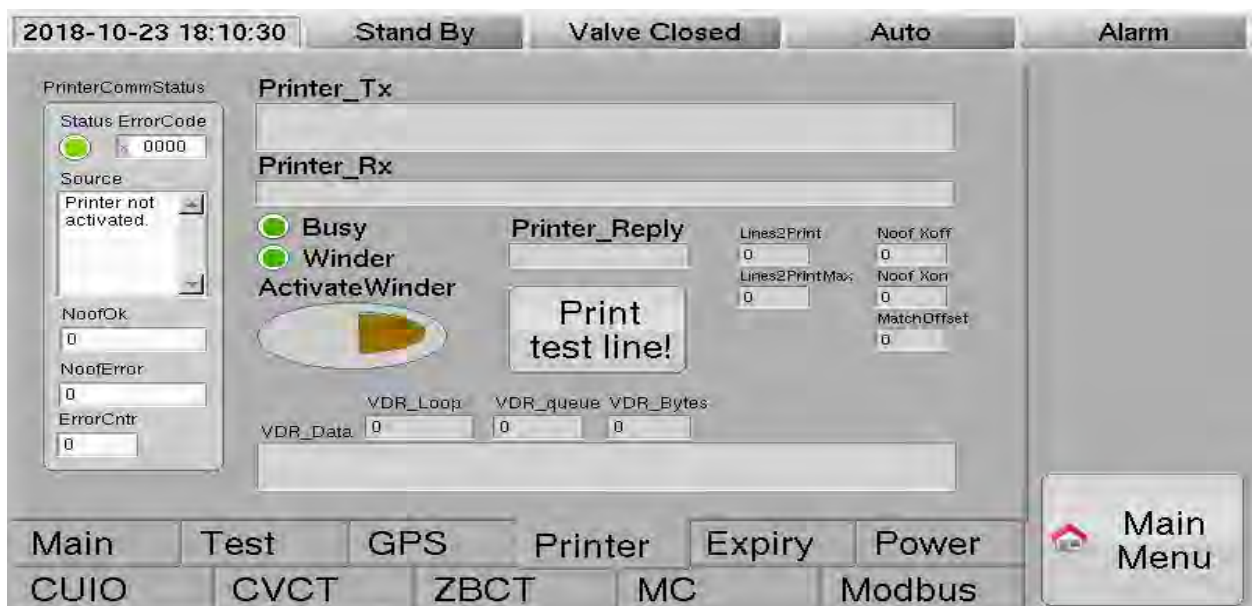 2018-10-23 18:10:30 Stand By Valve Closed Auto Alarm
PrinterCommStatus
Status ErrorCode
x 0000
Source
Printer not
activated.
NoofOk
0
NoofError
0
ErrorCntr
0
Printer_Tx
Printer_Rx
Busy
Winder
ActivateWinder
Printer_Reply
Print
test line!
Lines2Print
0
Lines2PrintMax
0
Noof Xoff
0
Noof Xon
0
MatchOffset
0
VDR_Loop VDR_queue VDR_Bytes
VDR_Data 0 0 0
Main Test GPS Printer Expiry Power
CUIO CVCT ZBCT MC Modbus
Main
Menu